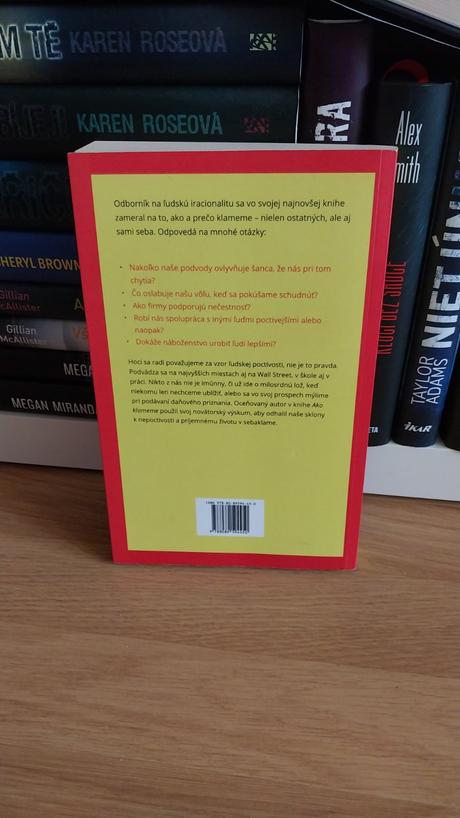 M TĚ KAREN ROSEOVÁ
KAREN ROSEOVÁ
HERYL BROWN
Gillian
McAllister
Gillian
McAllister
MEGA
MEGAN MIRAND
RA
Alex
mith
TAYLOR
ADAMS
IKAR
Odborník na ľudskú iracionalitu sa vo svojej najnovšej knihe
zameral na to, ako a prečo klameme – nielen ostatných, ale aj
sami seba. Odpovedá na mnohé otázky:
• Nakoľko naše podvody ovlyvňuje šanca, že nás pri tom
chytia?
• Čo oslabuje našu vôľu, keď sa pokúšame schudnúť?
• Ako firmy podporujú nečestnosť?
• Robí nás spolupráca s inými ľuďmi poctivejšími alebo
naopak?
• Dokáže náboženstvo urobiť ľudí lepšími?
Hoci sa radi považujeme za vzor ľudskej poctivosti, nie je to pravda.
Podvádza sa na najvyšších miestach aj na Wall Street, v škole aj v
práci. Nikto z nás nie je imúnny, či už ide o milosrdnú lož, keď
niekomu len nechceme ublížiť, alebo sa vo svoj prospech mýlime
pri podávaní daňového priznania. Oceňovaný autor v knihe Ako
klameme použil svoj novátorský výskum, aby odhalil naše sklony
k nepoctivosti a príjemnému životu v sebaklame.